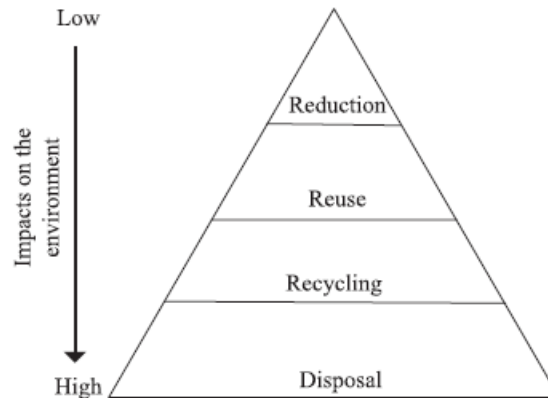 Low
Impacts on the
environment
High
Reduction
Reuse
Recycling
Disposal